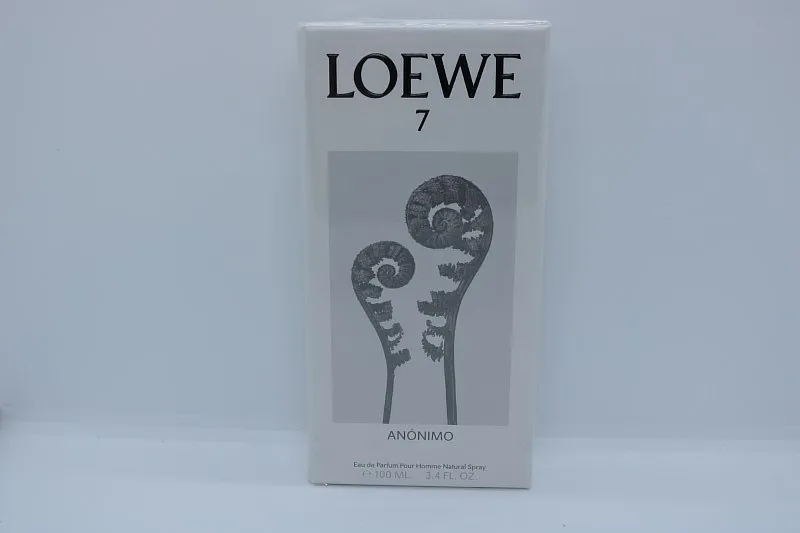 LOEWE
7
ANÓNIMO
Eau de Parfum Pour Homme Natural Spray
℮ 100 ML. 3.4 FL. OZ.